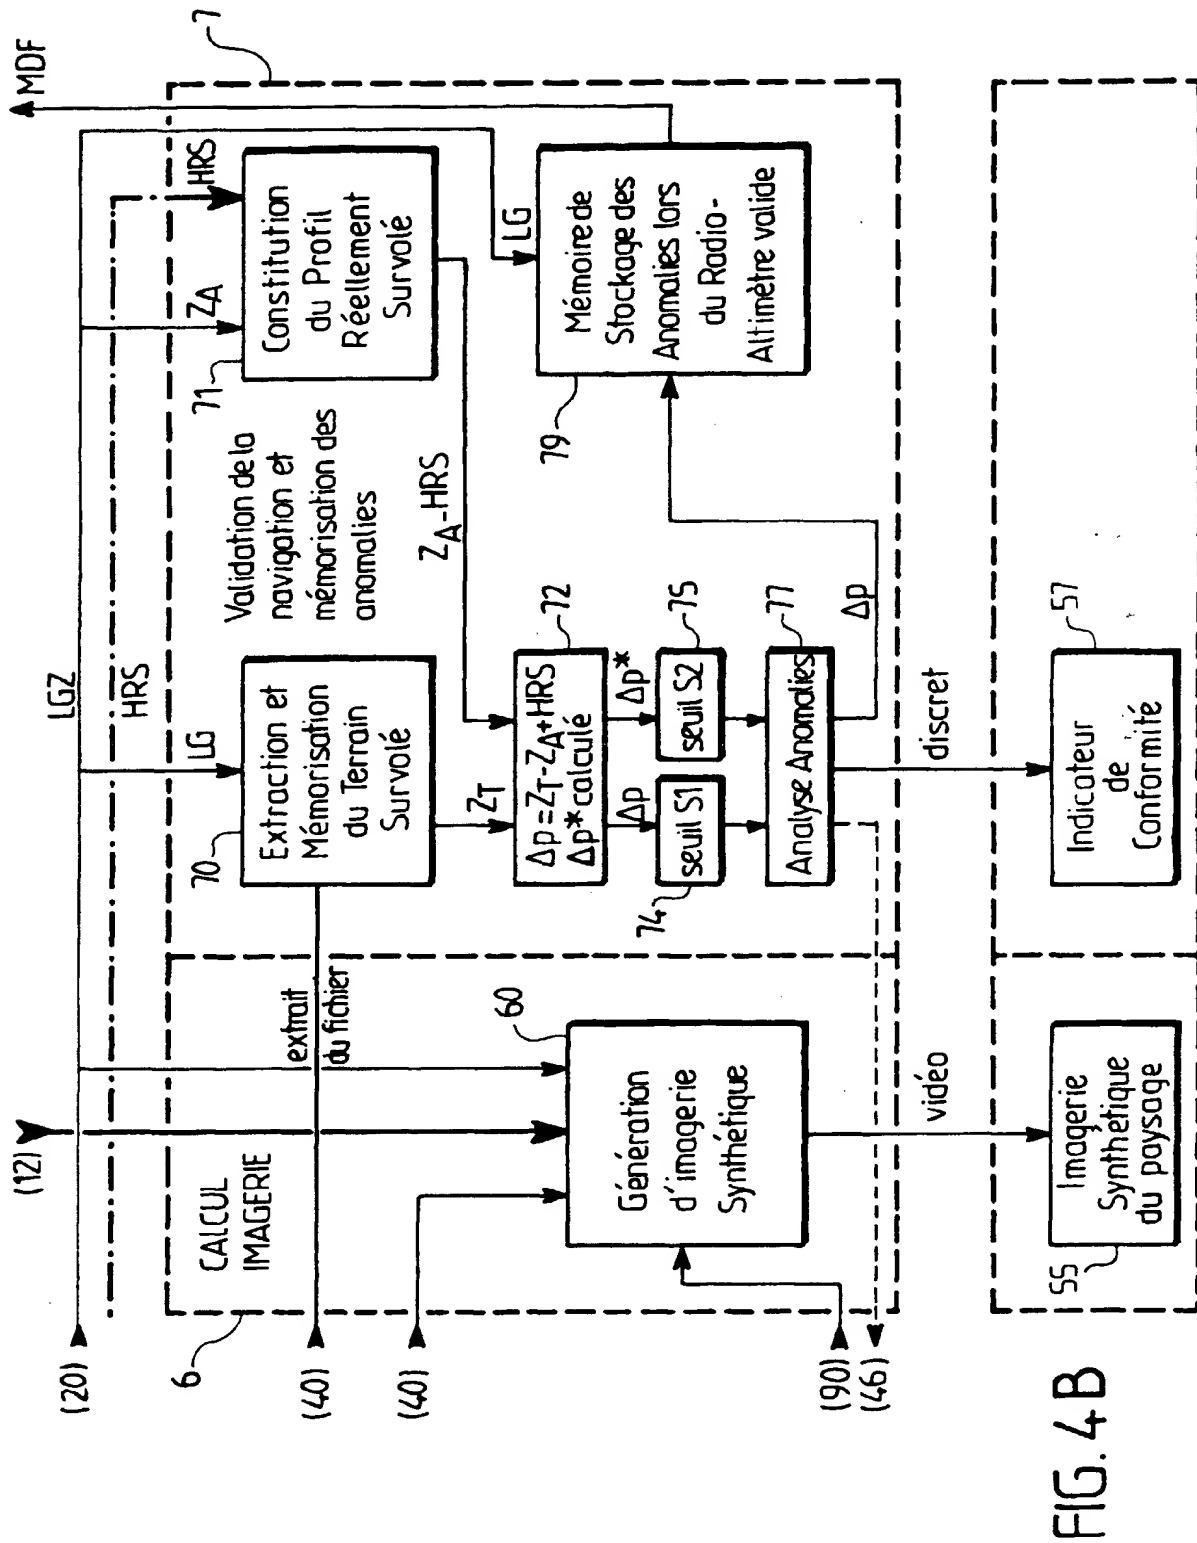 MDF
7
(12)
(20)
LGZ
HRS
HRS
LG
ZA
70
Extraction et
Mémorisation
du Terrain
Survolé
71
Constitution
du Profil
Réellement
Survolé
Validation de la
navigation et
mémorisation des
anomalies
CALCUL
IMAGERIE
6
(40)
extrait
du fichier
(40)
ZT
ZA-HRS
LG
60
Génération
d'imagerie
Synthétique
72
Δp = ZT - ZA + HRS
Δp* calculé
Δp
Δp*
74
seuil S1
seuil S2
75
Analyse Anomalies
77
79
Mémoire de
Stockage des
Anomalies lors
du Radio-
Altimètre valide
Δp
(90)
(46)
vidéo
discret
55
Imagerie
Synthétique
du paysage
Indicateur
de
Conformité
57
FIG. 4B